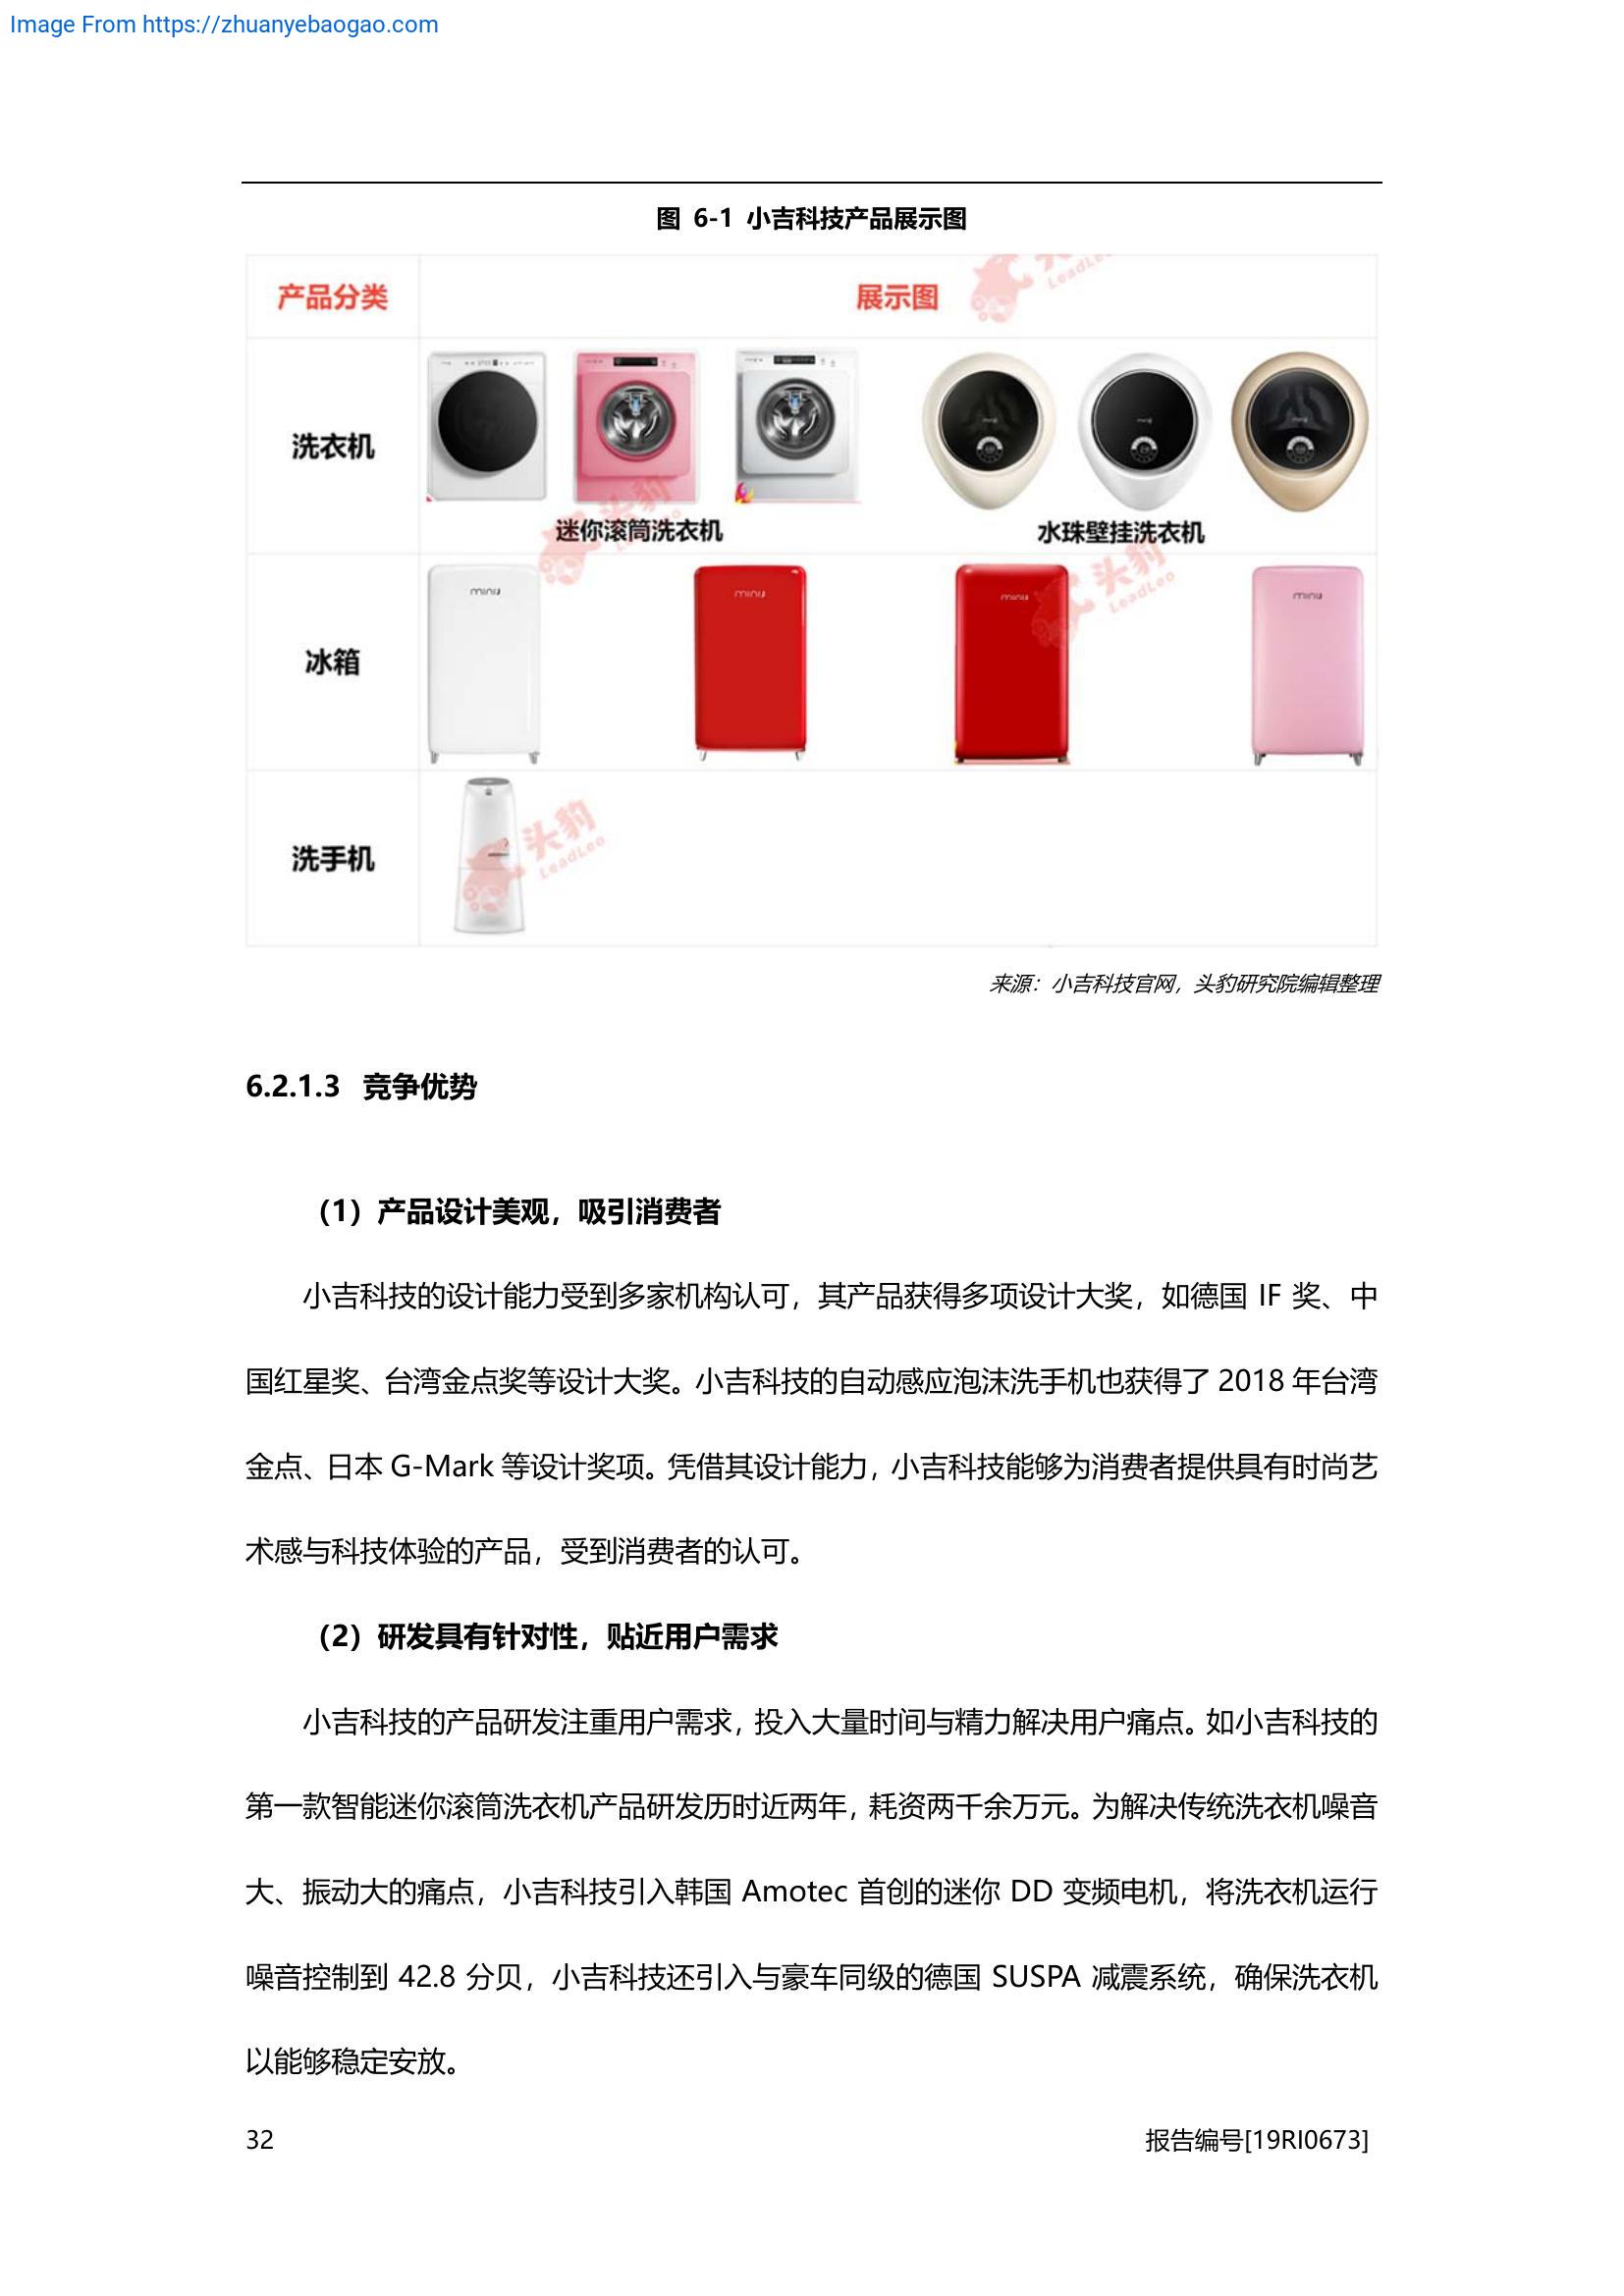 Image From https://zhuanyebaogao.com
图 6-1 小吉科技产品展示图
产品分类
展示图
洗衣机
迷你滚筒洗衣机
水珠壁挂洗衣机
冰箱
miniJ
miniJ
miniJ
miniJ
头豹
LeadLeo
洗手机
头豹
LeadLeo
来源：小吉科技官网，头豹研究院编辑整理
6.2.1.3 竞争优势
（1）产品设计美观，吸引消费者
小吉科技的设计能力受到多家机构认可，其产品获得多项设计大奖，如德国 IF 奖、中
国红星奖、台湾金点奖等设计大奖。小吉科技的自动感应泡沫洗手机也获得了 2018 年台湾
金点、日本 G-Mark 等设计奖项。凭借其设计能力，小吉科技能够为消费者提供具有时尚艺
术感与科技体验的产品，受到消费者的认可。
（2）研发具有针对性，贴近用户需求
小吉科技的产品研发注重用户需求，投入大量时间与精力解决用户痛点。如小吉科技的
第一款智能迷你滚筒洗衣机产品研发历时近两年，耗资两千余万元。为解决传统洗衣机噪音
大、振动大的痛点，小吉科技引入韩国 Amotec 首创的迷你 DD 变频电机，将洗衣机运行
噪音控制到 42.8 分贝，小吉科技还引入与豪车同级的德国 SUSPA 减震系统，确保洗衣机
以能够稳定安放。
32
报告编号[19RI0673]